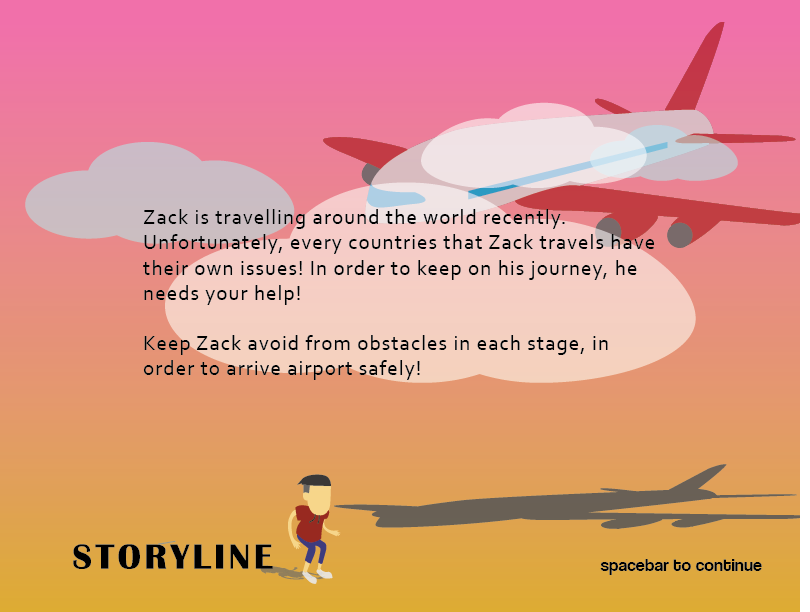 Zack is travelling around the world recently.
Unfortunately, every countries that Zack travels have
their own issues! In order to keep on his journey, he
needs your help!
Keep Zack avoid from obstacles in each stage, in
order to arrive airport safely!
STORYLINE
spacebar to continue